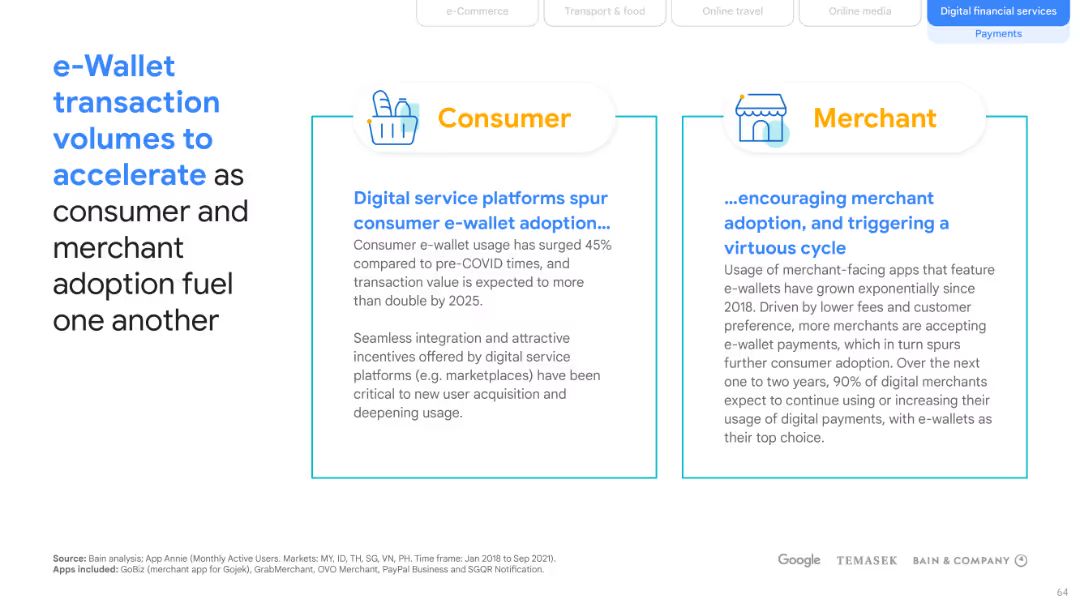 e-Commerce
Transport & food
Online travel
Online media
Digital financial services
Payments
e-Wallet
transaction
volumes to
accelerate as
consumer and
merchant
adoption fuel
one another
Consumer
Digital service platforms spur
consumer e-wallet adoption...
Consumer e-wallet usage has surged 45%
compared to pre-COVID times, and
transaction value is expected to more
than double by 2025.
Seamless integration and attractive
incentives offered by digital service
platforms (e.g. marketplaces) have been
critical to new user acquisition and
deepening usage.
Merchant
...encouraging merchant
adoption, and triggering a
virtuous cycle
Usage of merchant-facing apps that feature
e-wallets have grown exponentially since
2018. Driven by lower fees and customer
preference, more merchants are accepting
e-wallet payments, which in turn spurs
further consumer adoption. Over the next
one to two years, 90% of digital merchants
expect to continue using or increasing their
usage of digital payments, with e-wallets as
their top choice.
Source: Bain analysis; App Annie (Monthly Active Users. Markets: MY, ID, TH, SG, VN, PH. Time frame: Jan 2018 to Sep 2021).
Apps included: GoBiz (merchant app for Gojek), GrabMerchant, OVO Merchant, PayPal Business and SGQR Notification.
Google TEMASEK BAIN & COMPANY
64